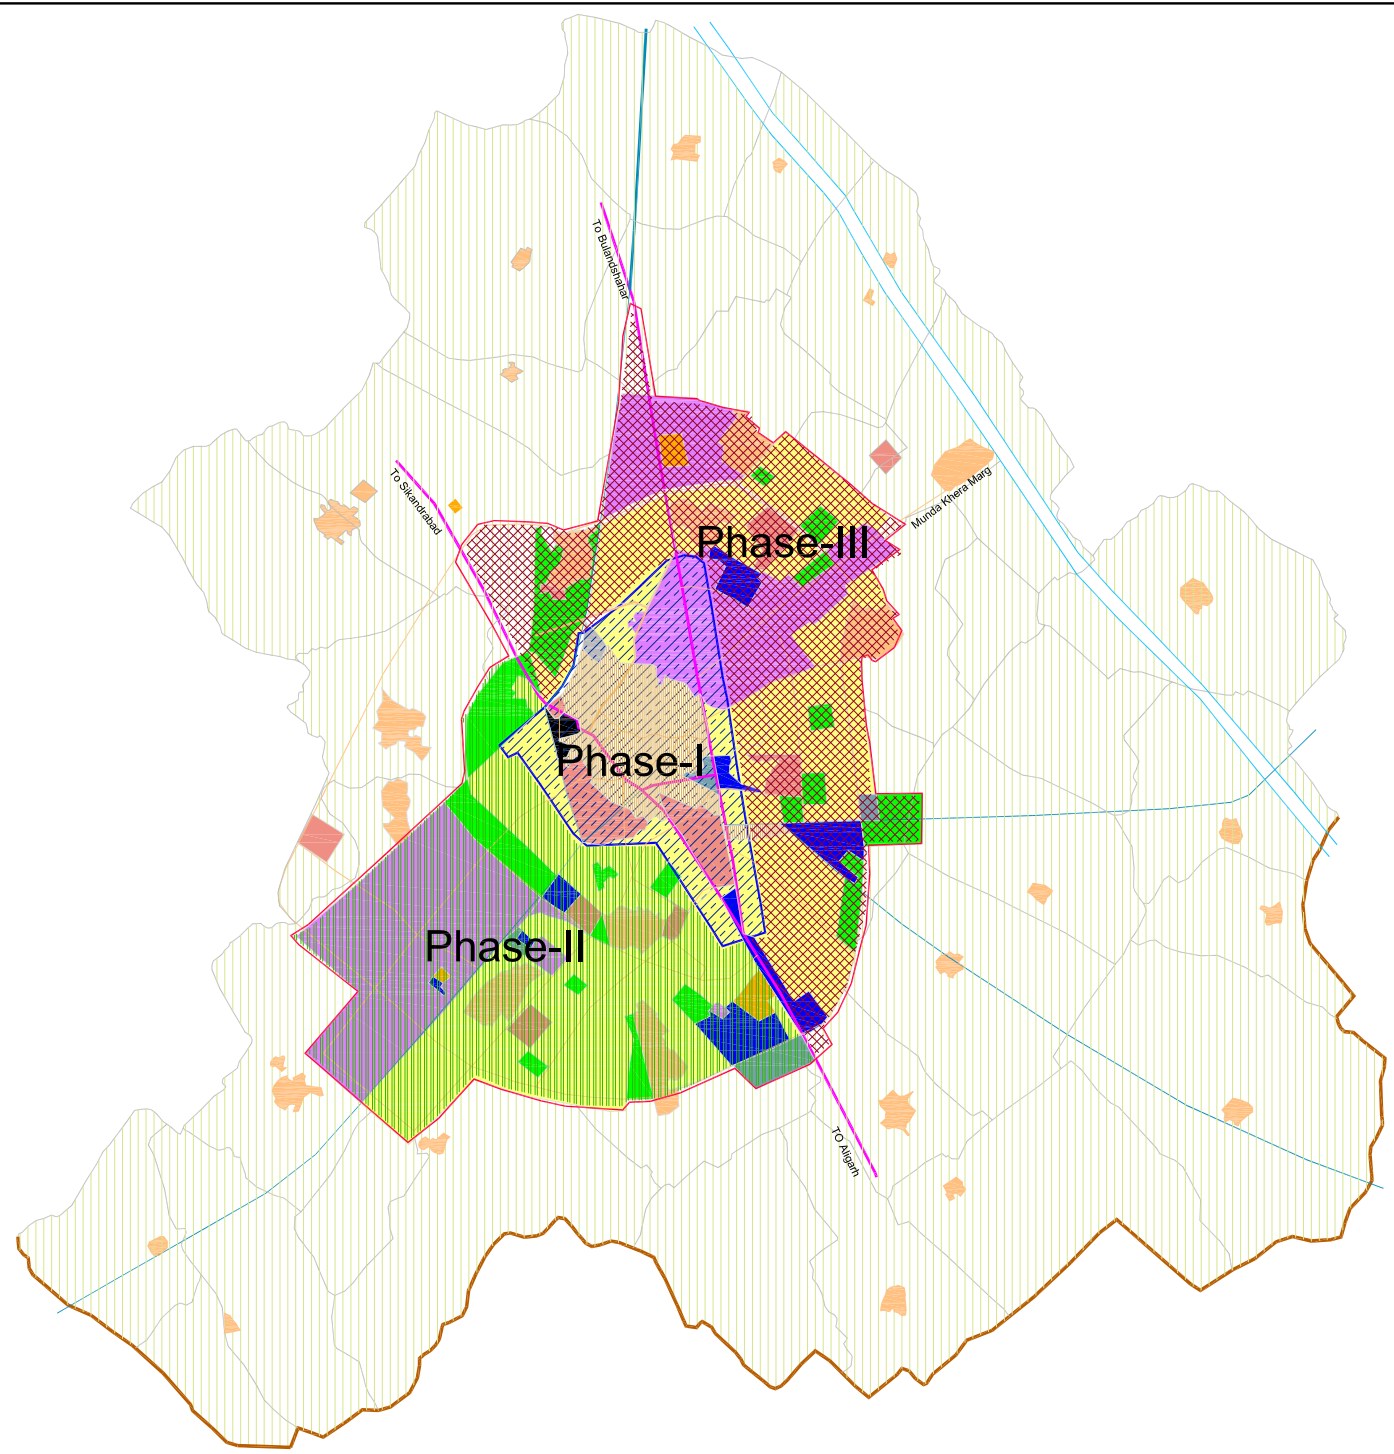 To Bulandshahar
To Sikandrabad
Munda Khera Marg
Phase-III
Phase-I
Phase-II
TO Aligarh